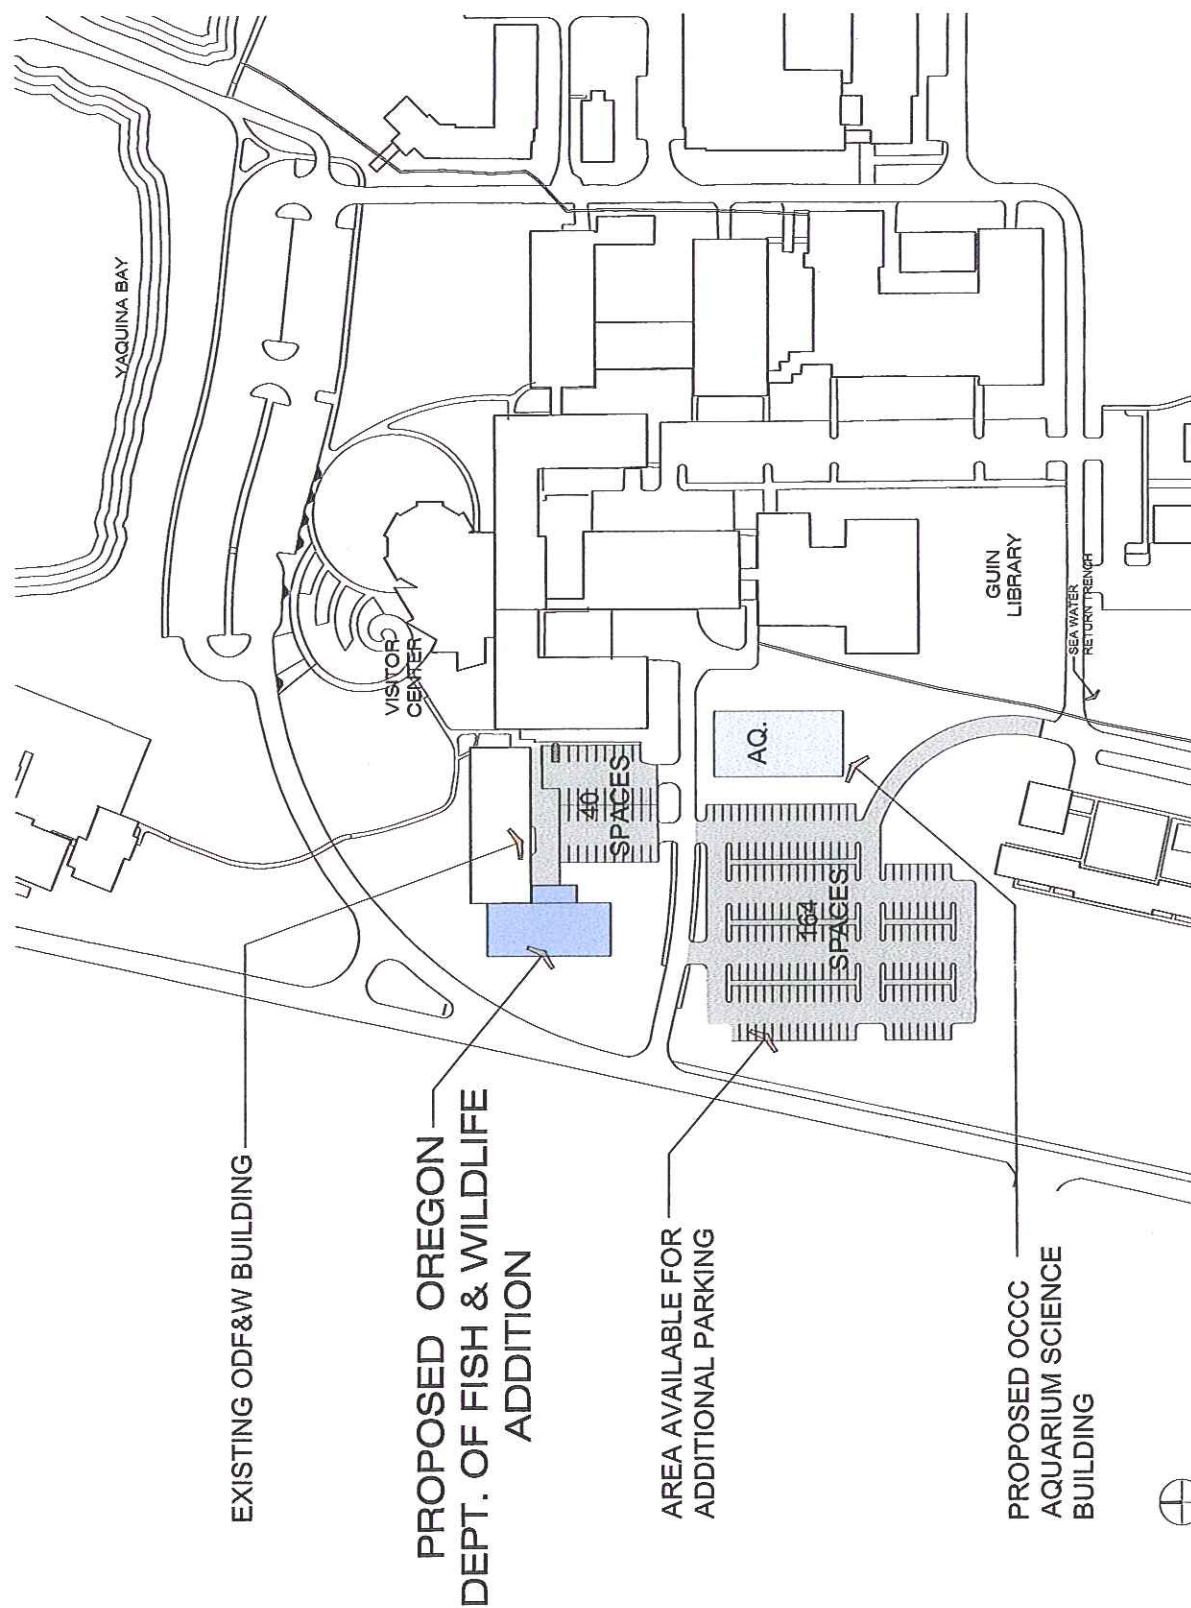 YAQUINA BAY
VISITOR
CENTER
GUIN
LIBRARY
SEA WATER
RETURN TRENCH
AQ.
40
SPACES
164
SPACES
EXISTING ODF&W BUILDING
PROPOSED OREGON
DEPT. OF FISH & WILDLIFE
ADDITION
AREA AVAILABLE FOR
ADDITIONAL PARKING
PROPOSED OCCC
AQUARIUM SCIENCE
BUILDING